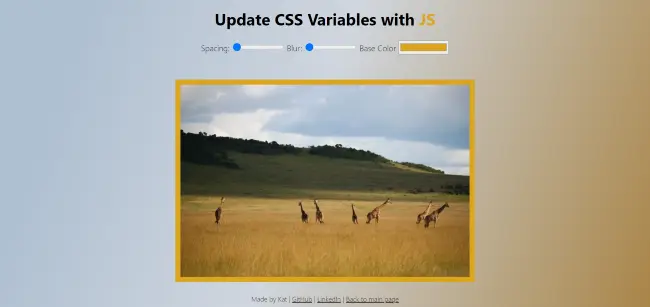 Update CSS Variables with JS
Spacing: Blur: Base Color
Made by Kat | GitHub | LinkedIn | Back to main page